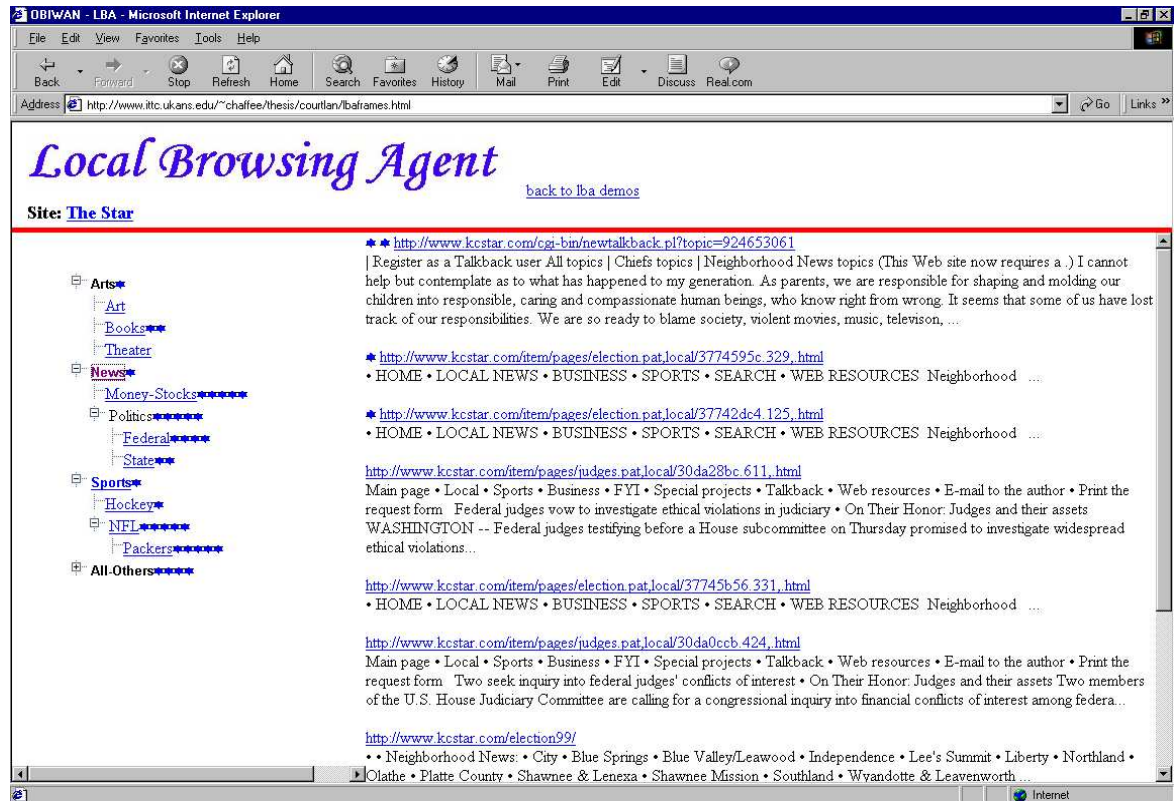 OBIWAN - LBA - Microsoft Internet Explorer
File Edit View Favorites Tools Help
Back Forward Stop Refresh Home Search Favorites History Mail Print Edit Discuss Real.com
Address http://www.ittc.ukans.edu/~chaffee/thesis/courtlan/lbaframes.html Go Links »
Local Browsing Agent
back to lba demos
Site: The Star
Arts
Art
Books
Theater
News
Money-Stocks
Politics
Federal
State
Sports
Hockey
NFL
Packers
All-Others
http://www.kcstar.com/cgi-bin/newtalkback.pl?topic=924653061
| Register as a Talkback user All topics | Chiefs topics | Neighborhood News topics (This Web site now requires a .) I cannot
help but contemplate as to what has happened to my generation. As parents, we are responsible for shaping and molding our
children into responsible, caring and compassionate human beings, who know right from wrong. It seems that some of us have lost
track of our responsibilities. We are so ready to blame society, violent movies, music, televison, ...
http://www.kcstar.com/item/pages/election.pat,local/3774595c.329,.html
• HOME • LOCAL NEWS • BUSINESS • SPORTS • SEARCH • WEB RESOURCES Neighborhood ...
http://www.kcstar.com/item/pages/election.pat,local/37742dc4.125,.html
• HOME • LOCAL NEWS • BUSINESS • SPORTS • SEARCH • WEB RESOURCES Neighborhood ...
http://www.kcstar.com/item/pages/judges.pat,local/30da28bc.611,.html
Main page • Local • Sports • Business • FYI • Special projects • Talkback • Web resources • E-mail to the author • Print the
request form Federal judges vow to investigate ethical violations in judiciary • On Their Honor: Judges and their assets
WASHINGTON -- Federal judges testifying before a House subcommittee on Thursday promised to investigate widespread
ethical violations...
http://www.kcstar.com/item/pages/election.pat,local/37745b56.331,.html
• HOME • LOCAL NEWS • BUSINESS • SPORTS • SEARCH • WEB RESOURCES Neighborhood ...
http://www.kcstar.com/item/pages/judges.pat,local/30da0ccb.424,.html
Main page • Local • Sports • Business • FYI • Special projects • Talkback • Web resources • E-mail to the author • Print the
request form Two seek inquiry into federal judges' conflicts of interest • On Their Honor: Judges and their assets Two members
of the U.S. House Judiciary Committee are calling for a congressional inquiry into financial conflicts of interest among federa...
http://www.kcstar.com/election99/
• • Neighborhood News: • City • Blue Springs • Blue Valley/Leawood • Independence • Lee's Summit • Liberty • Northland •
Olathe • Platte County • Shawnee & Lenexa • Shawnee Mission • Southland • Wyandotte & Leavenworth ...
Internet